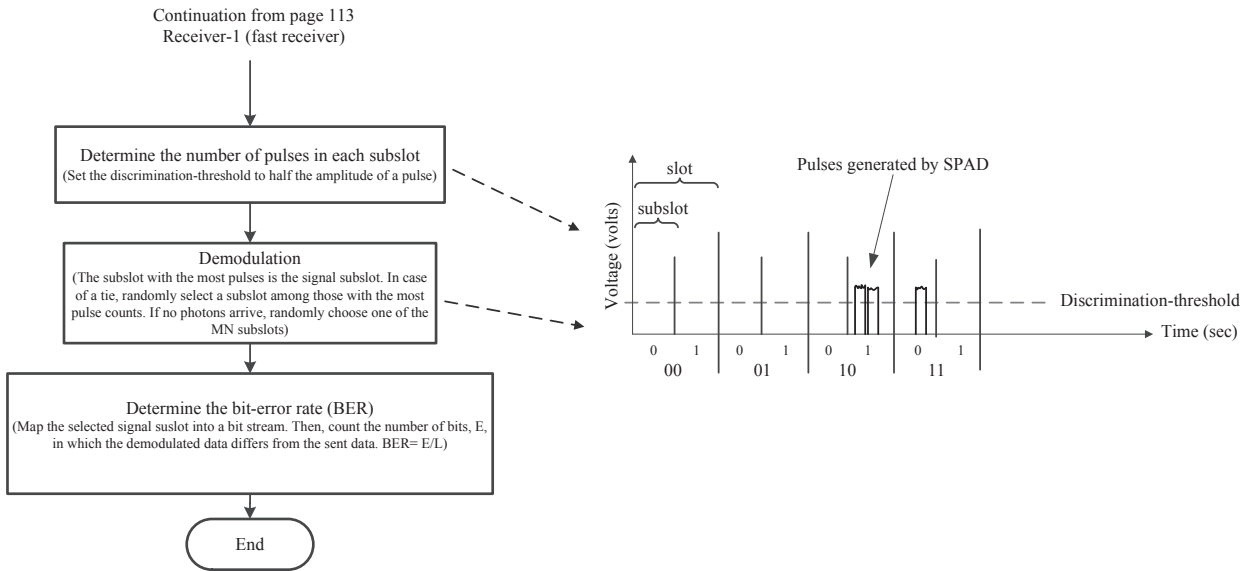 Continuation from page 113
Receiver-1 (fast receiver)
Determine the number of pulses in each subslot
(Set the discrimination-threshold to half the amplitude of a pulse)
Demodulation
(The subslot with the most pulses is the signal subslot. In case
of a tie, randomly select a subslot among those with the most
pulse counts. If no photons arrive, randomly choose one of the
MN subslots)
Determine the bit-error rate (BER)
(Map the selected signal suslot into a bit stream. Then, count the number of bits, E,
in which the demodulated data differs from the sent data. BER= E/L)
End
Pulses generated by SPAD
slot
subslot
Voltage (volts)
Discrimination-threshold
Time (sec)
0 1 0 1 0 1 0 1
00 01 10 11